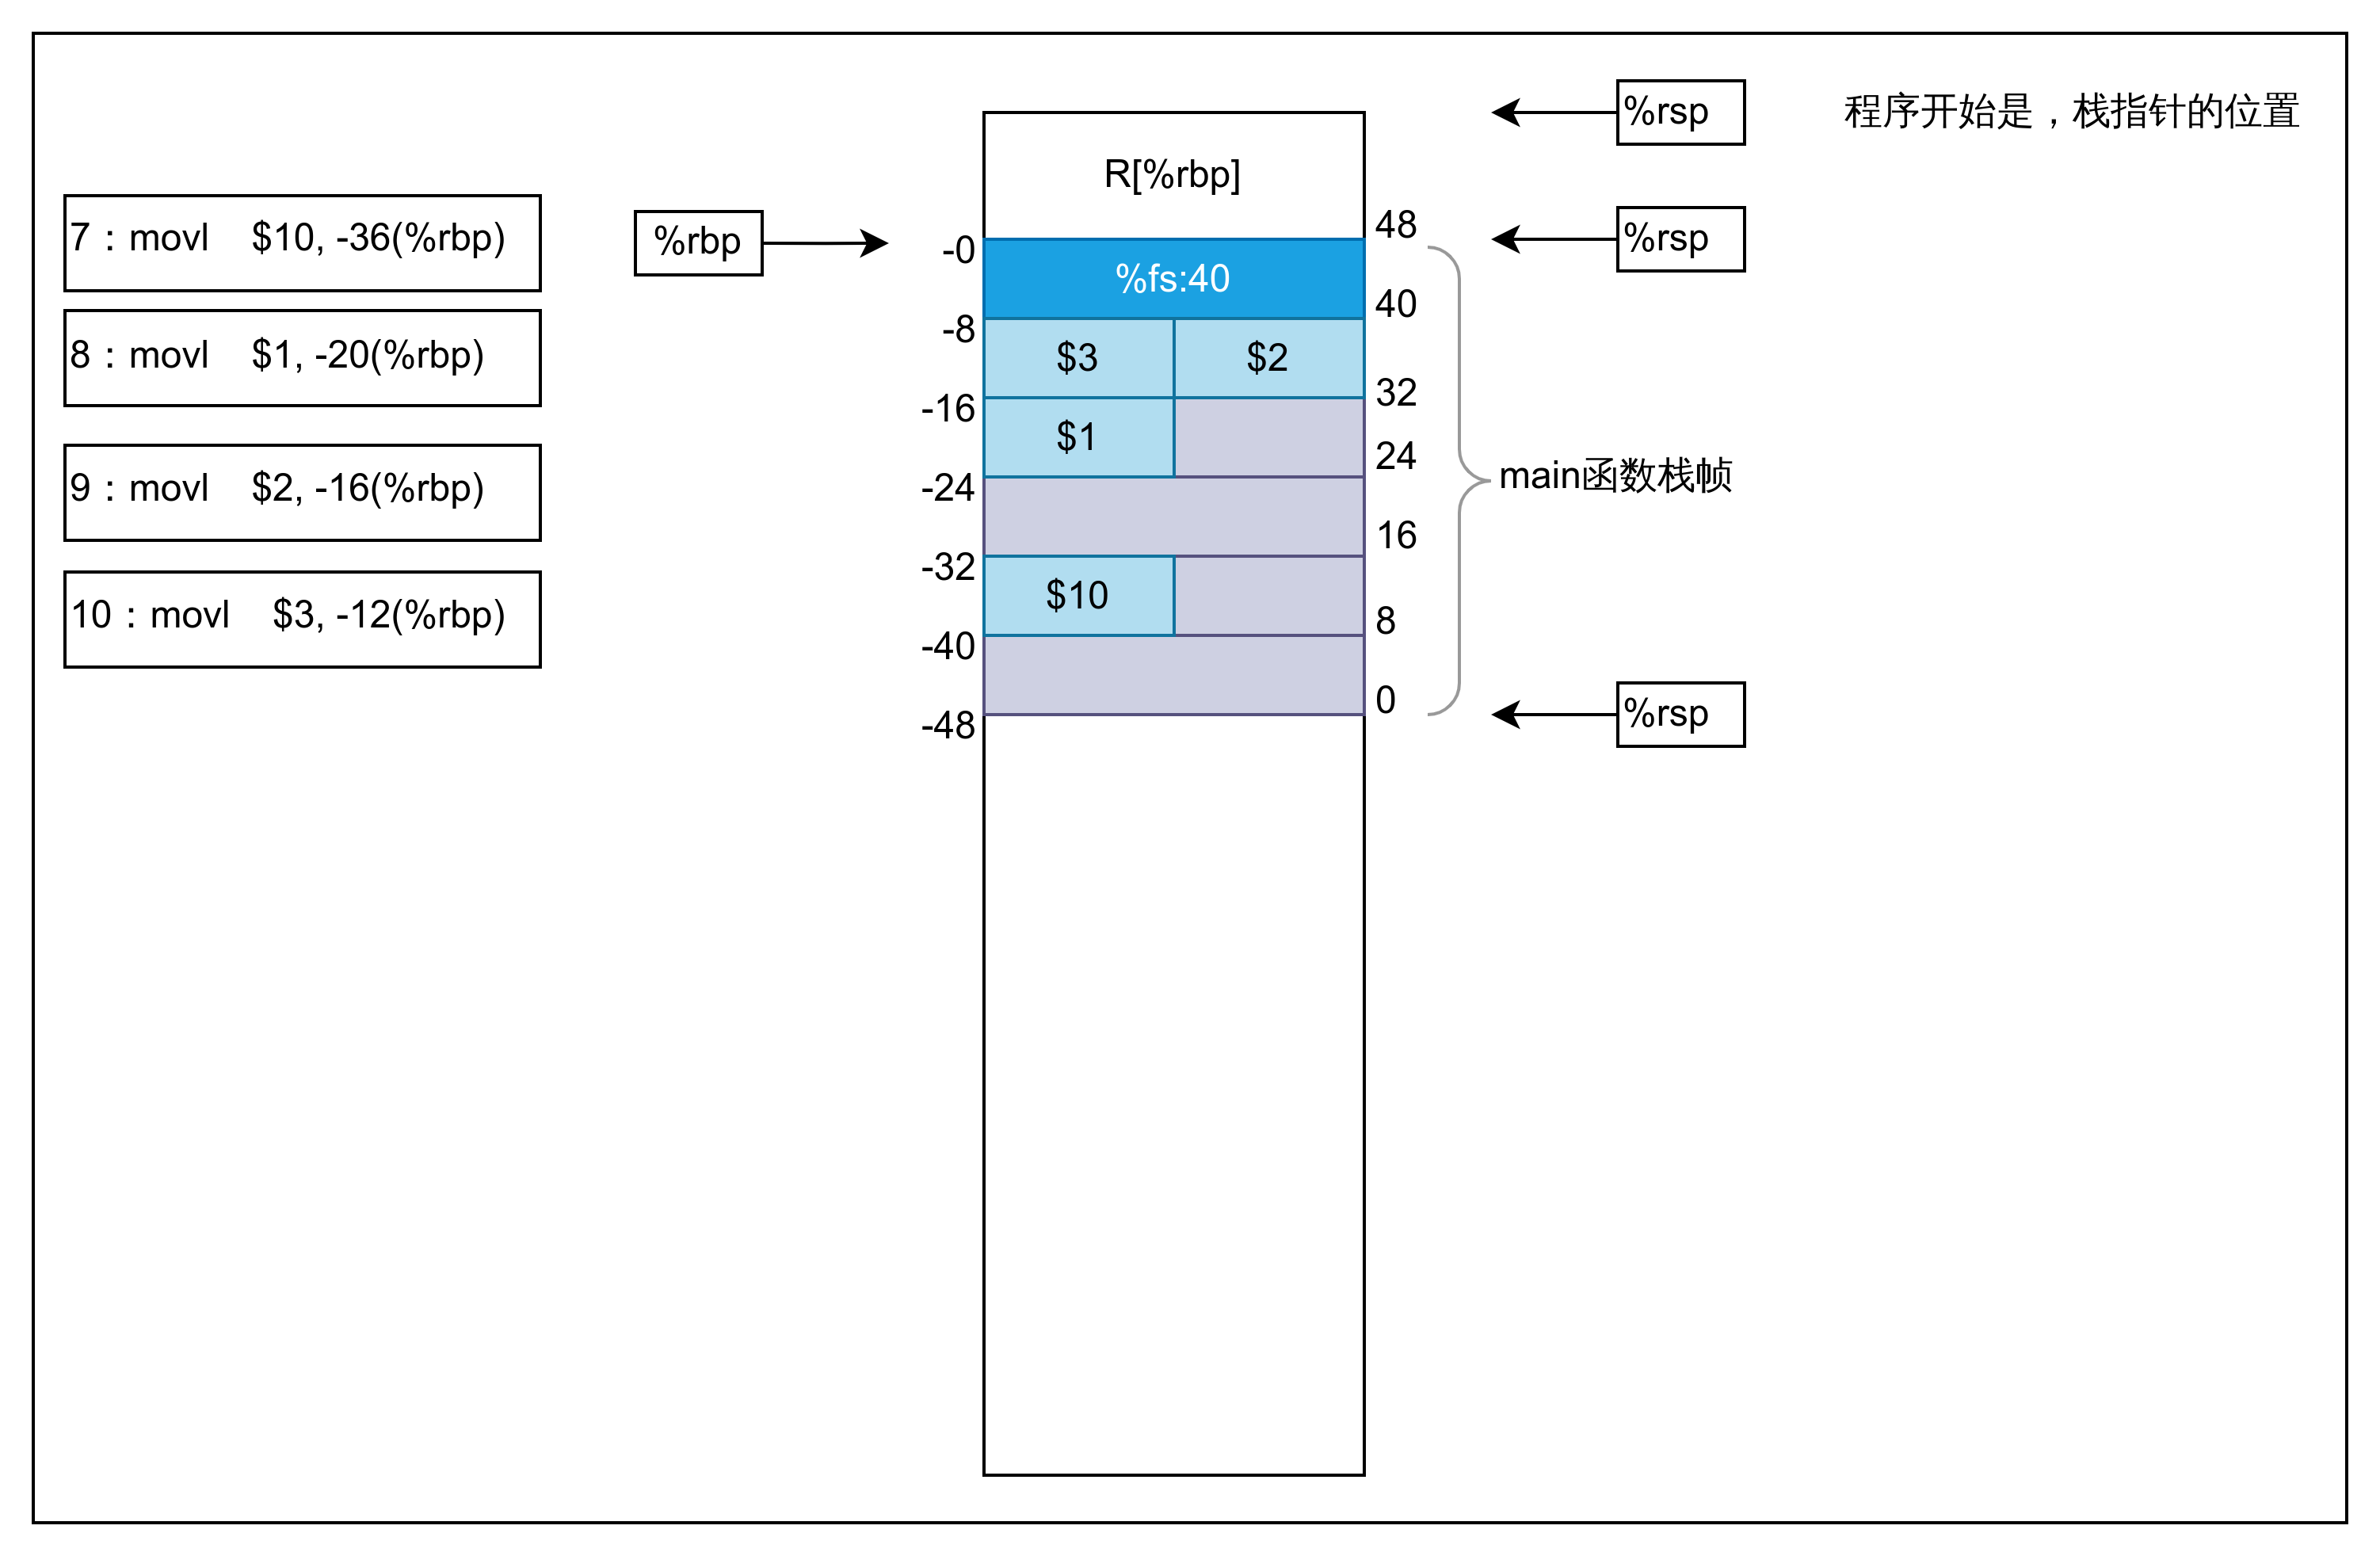 %rsp
程序开始是，栈指针的位置
R[%rbp]
7：movl    $10, -36(%rbp)
%rbp
-0
48
%rsp
%fs:40
-8
40
8：movl    $1, -20(%rbp)
$3
$2
-16
32
$1
24
9：movl    $2, -16(%rbp)
-24
main函数栈帧
16
-32
$10
10：movl    $3, -12(%rbp)
8
-40
0
%rsp
-48